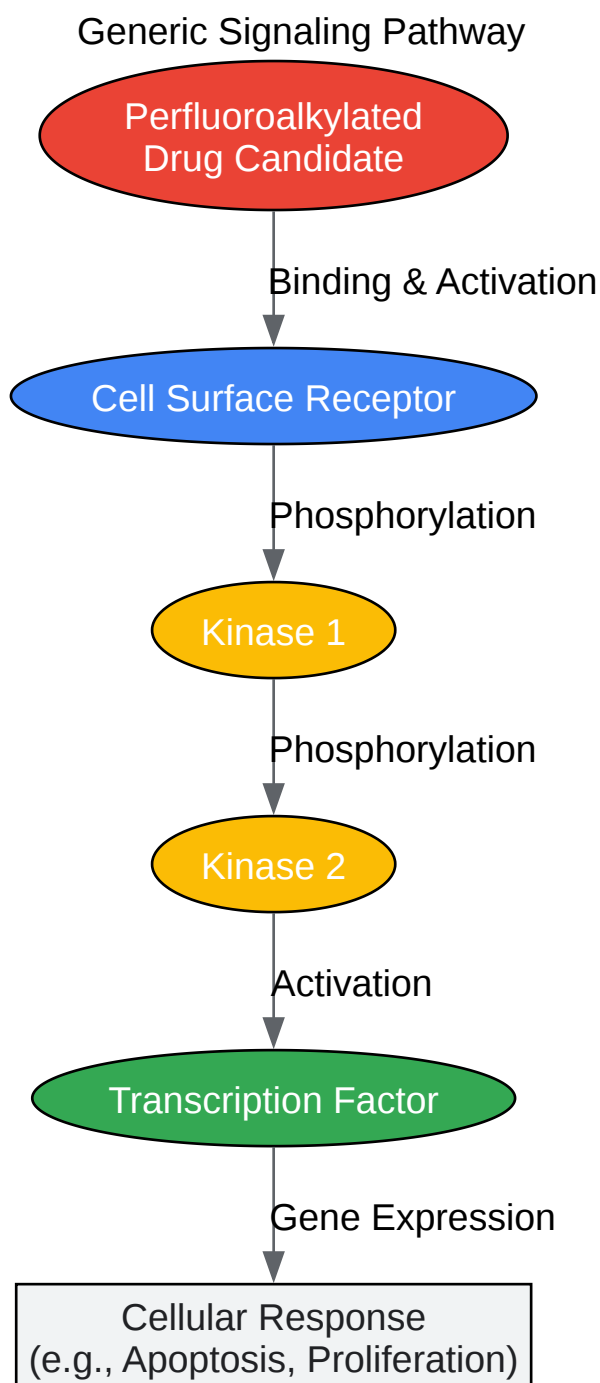 Generic Signaling Pathway
Perfluoroalkylated
Drug Candidate
Binding & Activation
Cell Surface Receptor
Phosphorylation
Kinase 1
Phosphorylation
Kinase 2
Activation
Transcription Factor
Gene Expression
Cellular Response
(e.g., Apoptosis, Proliferation)